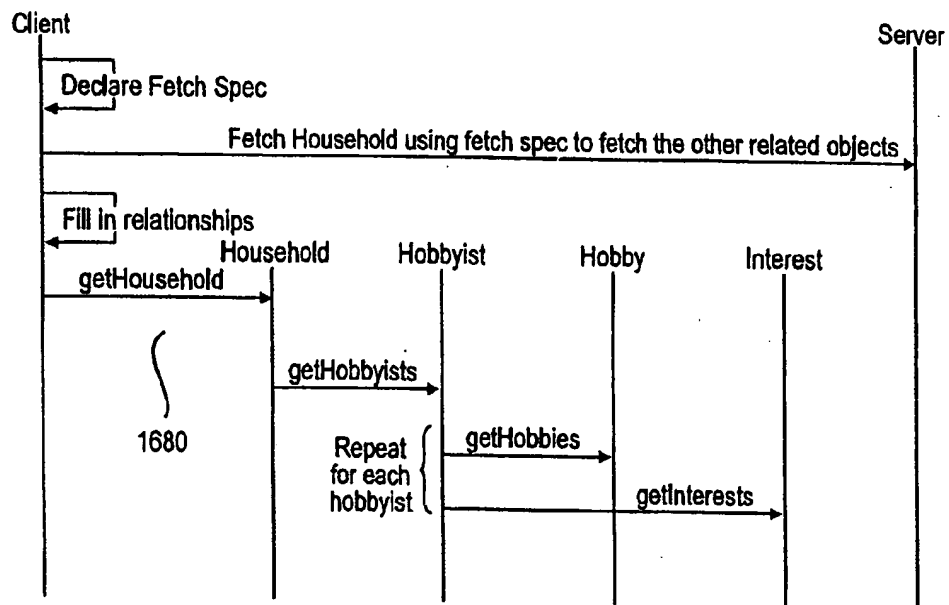 Client
Server
Declare Fetch Spec
Fetch Household using fetch spec to fetch the other related objects
Fill in relationships
Household
Hobbyist
Hobby
Interest
getHousehold
getHobbyists
1680
Repeat
for each
hobbyist
getHobbies
getInterests